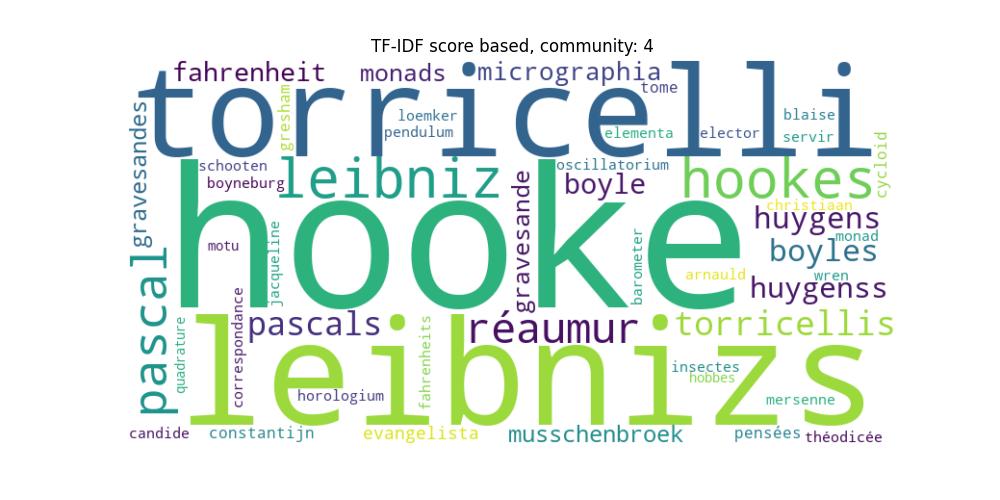 TF-IDF score based, community: 4
fahrenheit monads micrographia
tome
torricelli
gresham
loemker
pendulum
elementa
elector
blaise
servir
gravesandes
schooten
boyneburg
leibniz
oscillatorium
boyle
hookes
cycloid
hooke
christiaan
huygens
monad
boyles
wren
arnauld
huygenss
motu
jacqueline
gravesande
barometer
pascal
correspondance
pascals
réaumur
torricellis
quadrature
leibnizs
horologium
fahrenheits
insectes
hobbes
mersenne
candide constantijn evangelista musschenbroek pensées théodicée